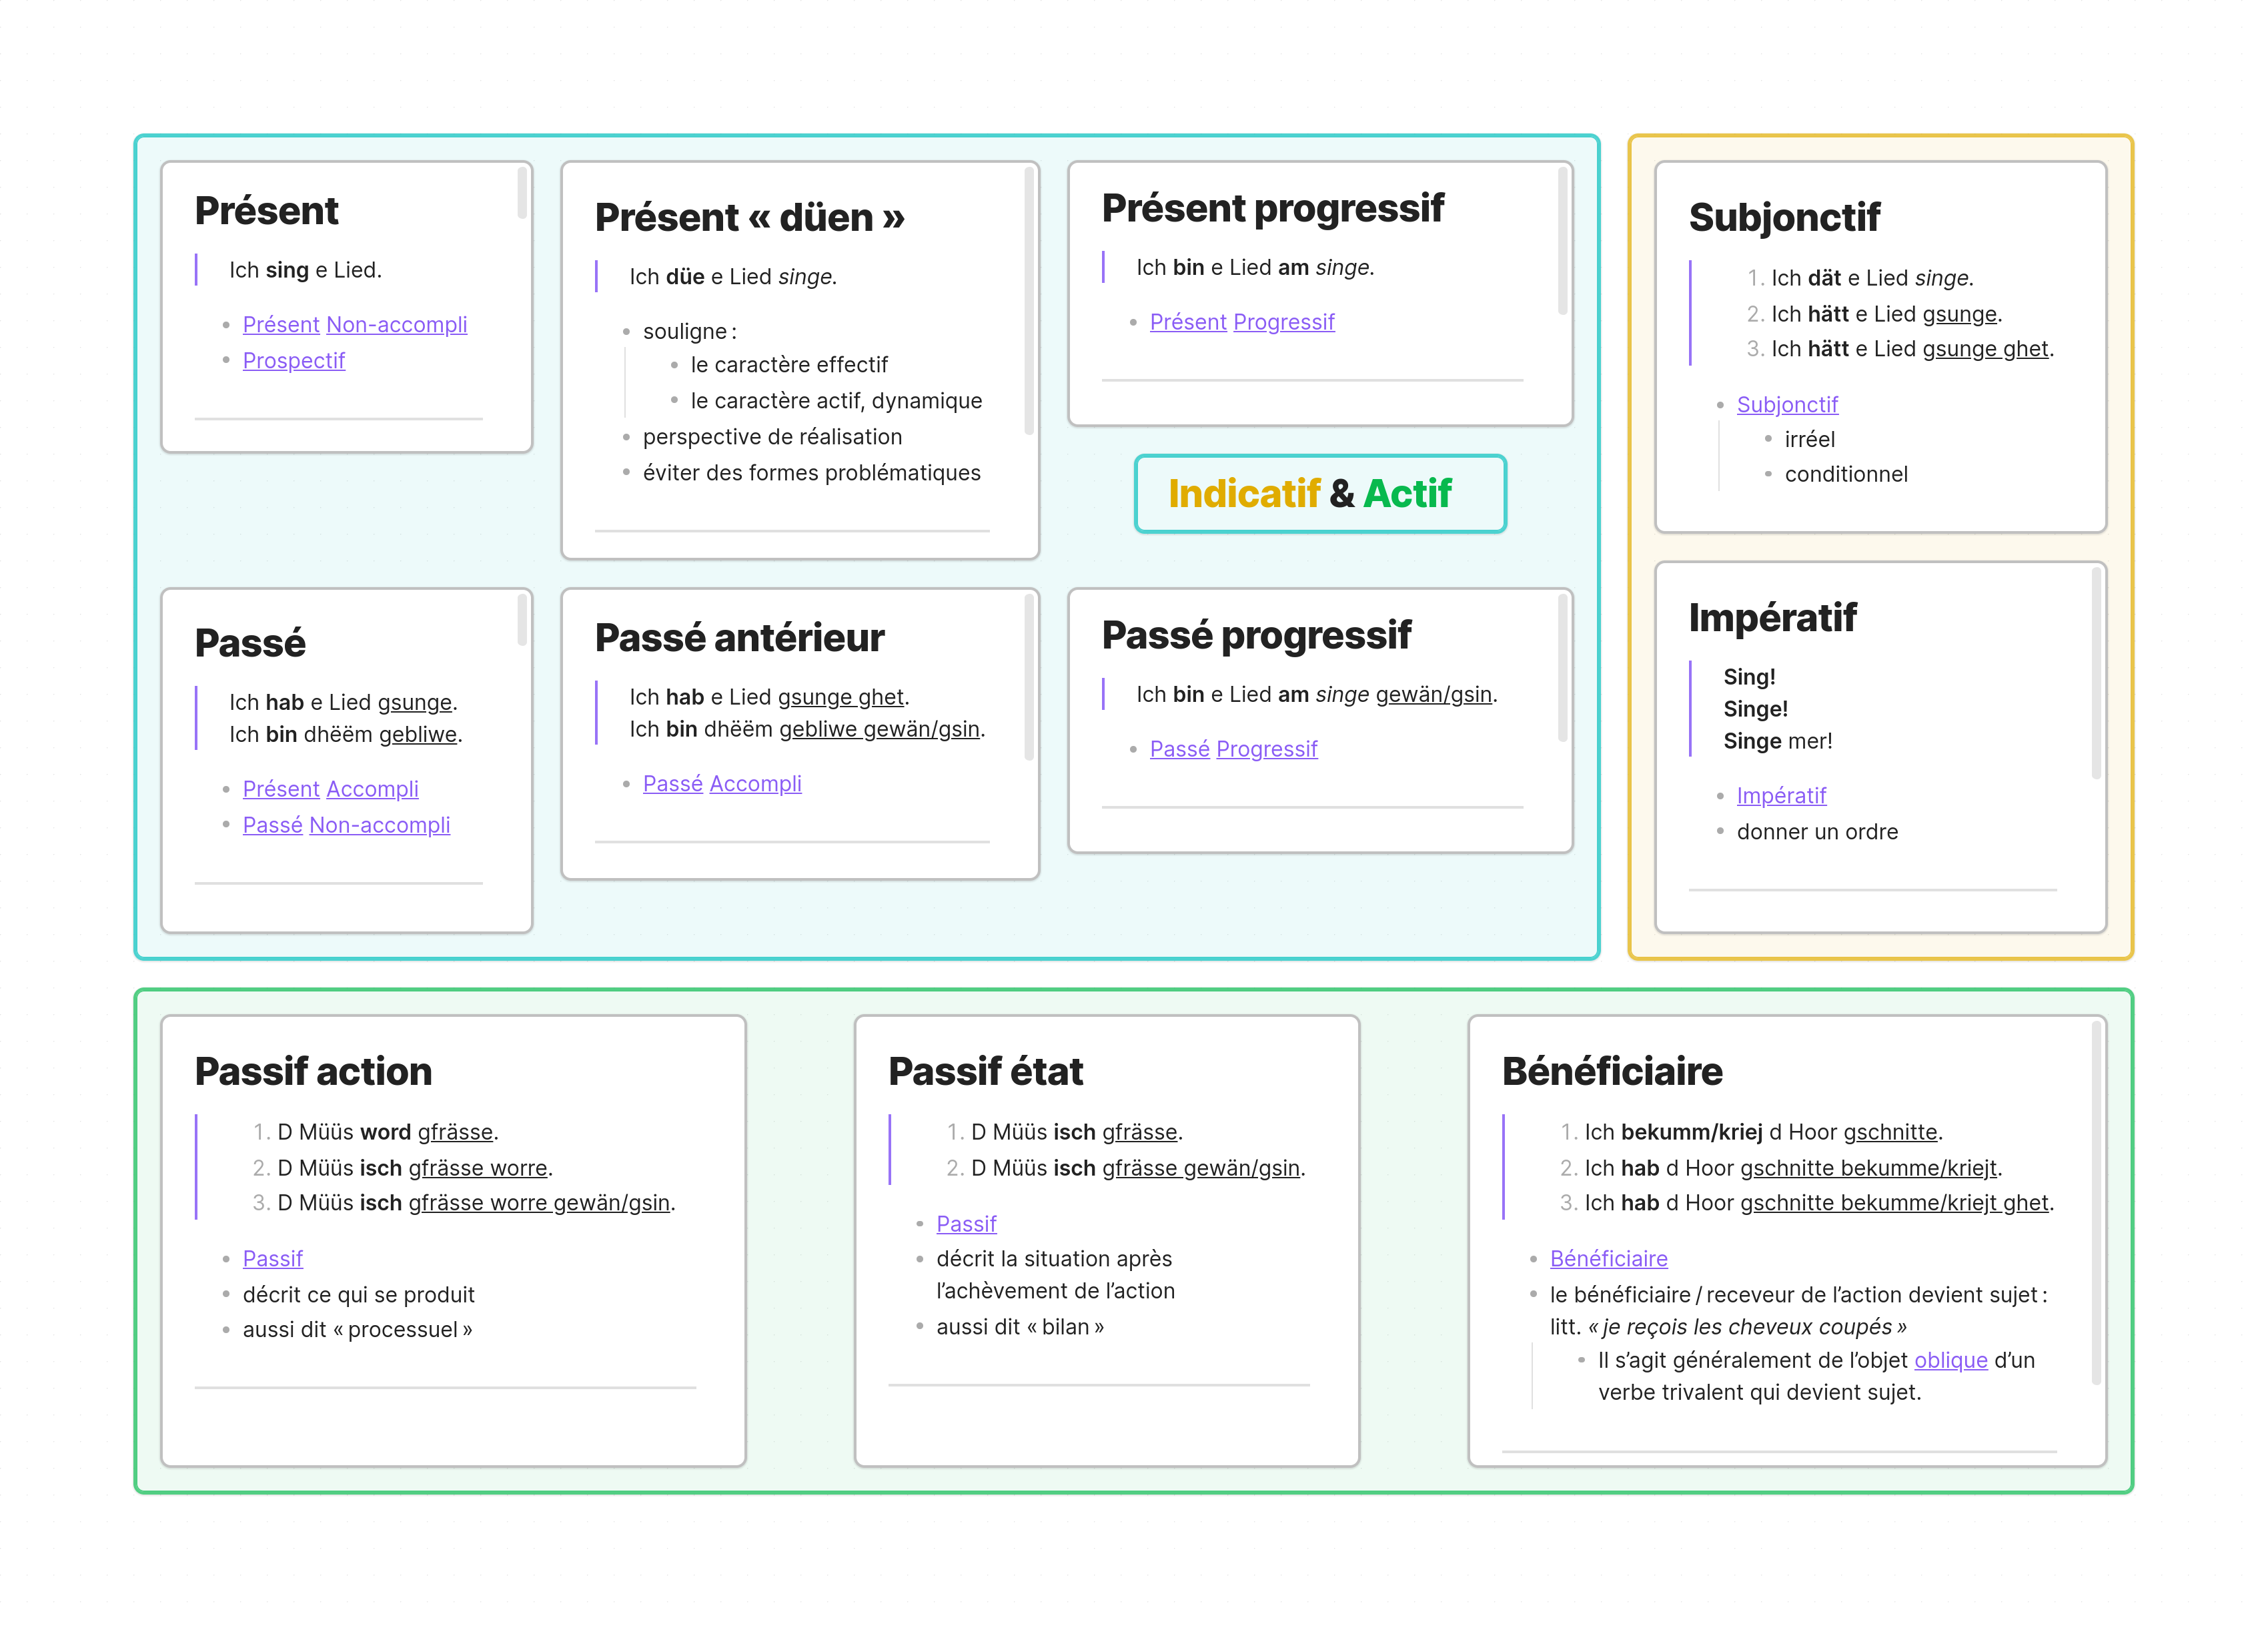 Présent
Ich sing e Lied.
• Présent Non-accompli
• Prospectif
Présent « düen »
Ich düe e Lied singe.
• souligne :
• le caractère effectif
• le caractère actif, dynamique
• perspective de réalisation
• éviter des formes problématiques
Présent progressif
Ich bin e Lied am singe.
• Présent Progressif
Indicatif & Actif
Passé
Ich hab e Lied gsunge.
Ich bin dhëëm gebliwe.
• Présent Accompli
• Passé Non-accompli
Passé antérieur
Ich hab e Lied gsunge ghet.
Ich bin dhëëm gebliwe gewän/gsin.
• Passé Accompli
Passé progressif
Ich bin e Lied am singe gewän/gsin.
• Passé Progressif
Subjonctif
1. Ich dät e Lied singe.
2. Ich hätt e Lied gsunge.
3. Ich hätt e Lied gsunge ghet.
• Subjonctif
• irréel
• conditionnel
Impératif
Sing!
Singe!
Singe mer!
• Impératif
• donner un ordre
Passif action
1. D Müüs word gfrässe.
2. D Müüs isch gfrässe worre.
3. D Müüs isch gfrässe worre gewän/gsin.
• Passif
• décrit ce qui se produit
• aussi dit « processuel »
Passif état
1. D Müüs isch gfrässe.
2. D Müüs isch gfrässe gewän/gsin.
• Passif
• décrit la situation après
l’achèvement de l’action
• aussi dit « bilan »
Bénéficiaire
1. Ich bekumm/kriej d Hoor gschnitte.
2. Ich hab d Hoor gschnitte bekumme/kriejt.
3. Ich hab d Hoor gschnitte bekumme/kriejt ghet.
• Bénéficiaire
• le bénéficiaire / receveur de l’action devient sujet :
litt. « je reçois les cheveux coupés »
• Il s’agit généralement de l’objet oblique d’un
verbe trivalent qui devient sujet.